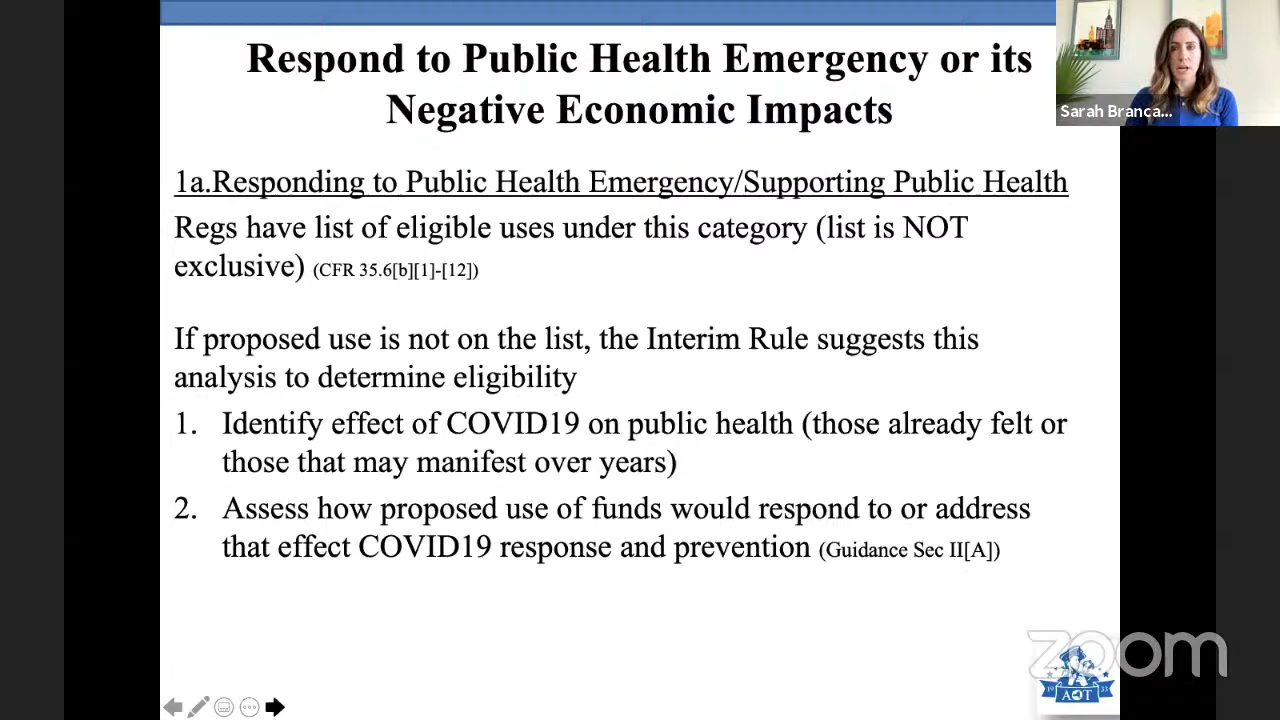 Respond to Public Health Emergency or its
Negative Economic Impacts
Sarah Branca...
1a.Responding to Public Health Emergency/Supporting Public Health
Regs have list of eligible uses under this category (list is NOT
exclusive) (CFR 35.6[b][1]-[12])
If proposed use is not on the list, the Interim Rule suggests this
analysis to determine eligibility
1. Identify effect of COVID19 on public health (those already felt or
those that may manifest over years)
2. Assess how proposed use of funds would respond to or address
that effect COVID19 response and prevention (Guidance Sec II[A])
zoom
19 33
AOT